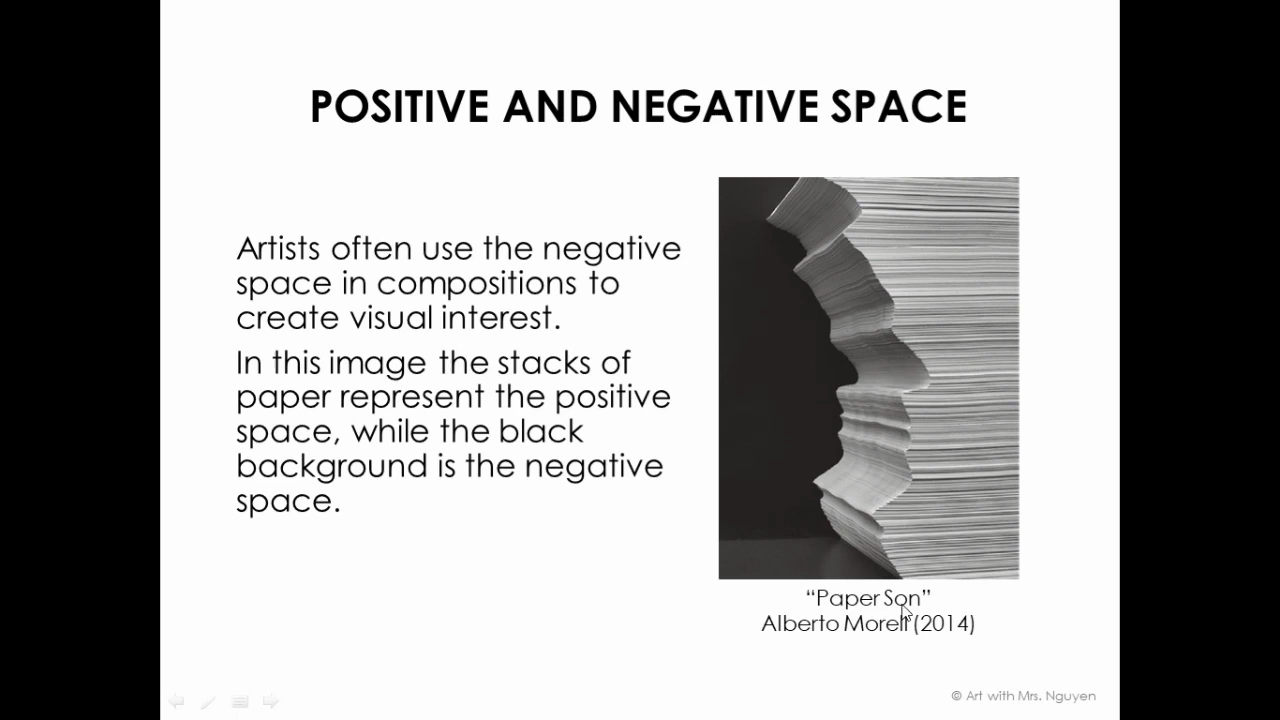 POSITIVE AND NEGATIVE SPACE
Artists often use the negative
space in compositions to
create visual interest.
In this image the stacks of
paper represent the positive
space, while the black
background is the negative
space.
“Paper Son”
Alberto Morell (2014)
© Art with Mrs. Nguyen